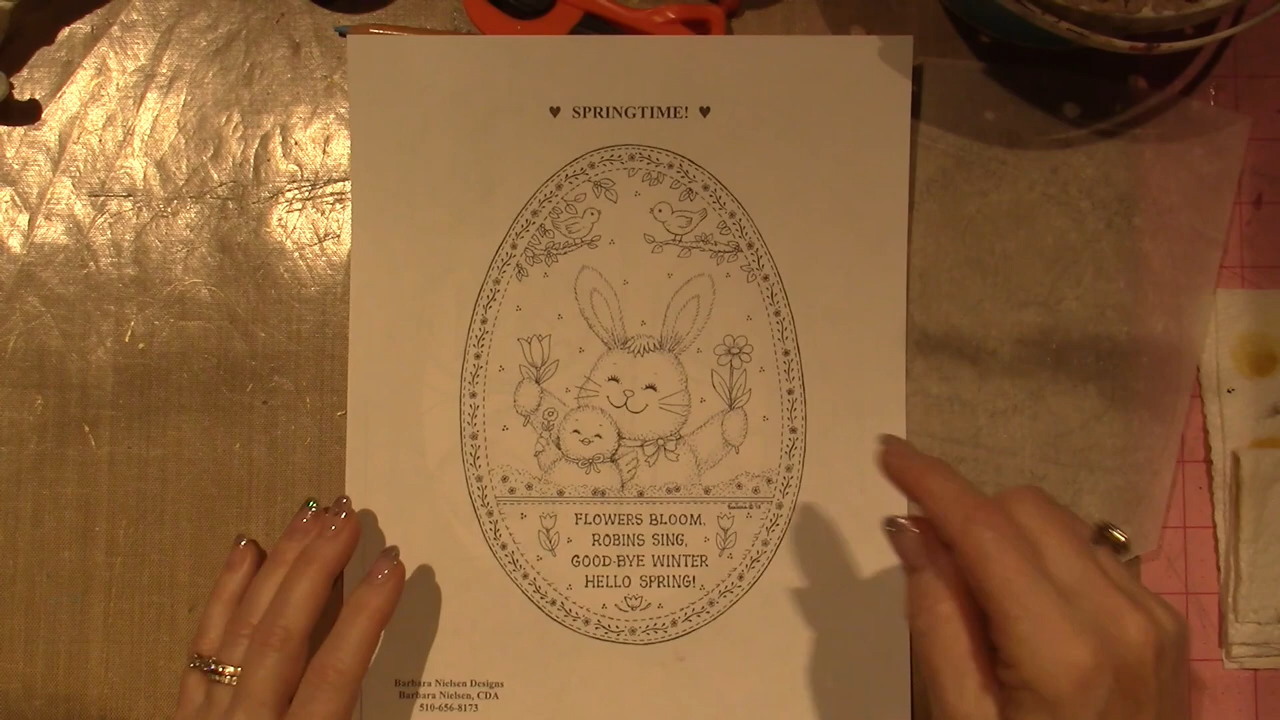 ♥ SPRINGTIME! ♥
FLOWERS BLOOM,
ROBINS SING,
GOOD-BYE WINTER
HELLO SPRING!
Barbara Nielsen Designs
Barbara Nielsen, CDA
510-656-8173